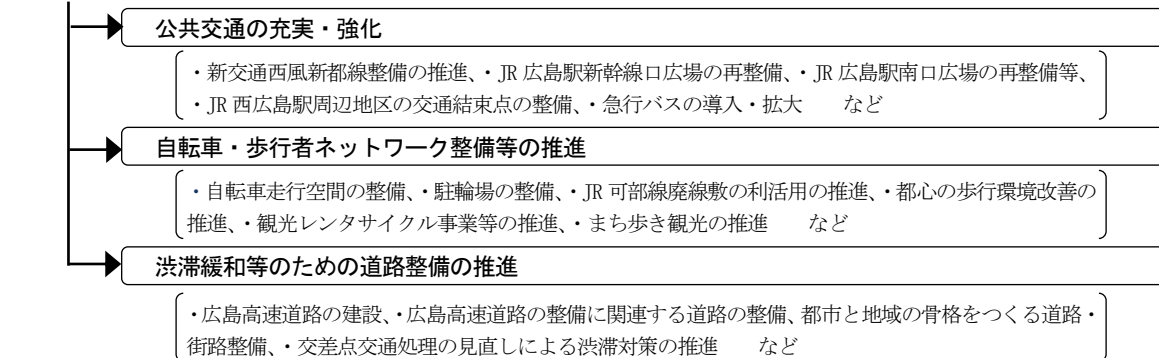 公共交通の充実・強化
・新交通西風新都線整備の推進、・JR 広島駅新幹線口広場の再整備、・JR 広島駅南口広場の再整備等、
・JR 西広島駅周辺地区の交通結束点の整備、・急行バスの導入・拡大　　など
自転車・歩行者ネットワーク整備等の推進
・自転車走行空間の整備、・駐輪場の整備、・JR 可部線廃線敷の利活用の推進、・都心の歩行環境改善の
推進、・観光レンタサイクル事業等の推進、・まち歩き観光の推進　　など
渋滞緩和等のための道路整備の推進
・広島高速道路の建設、・広島高速道路の整備に関連する道路の整備、都市と地域の骨格をつくる道路・
街路整備、・交差点交通処理の見直しによる渋滞対策の推進　　など